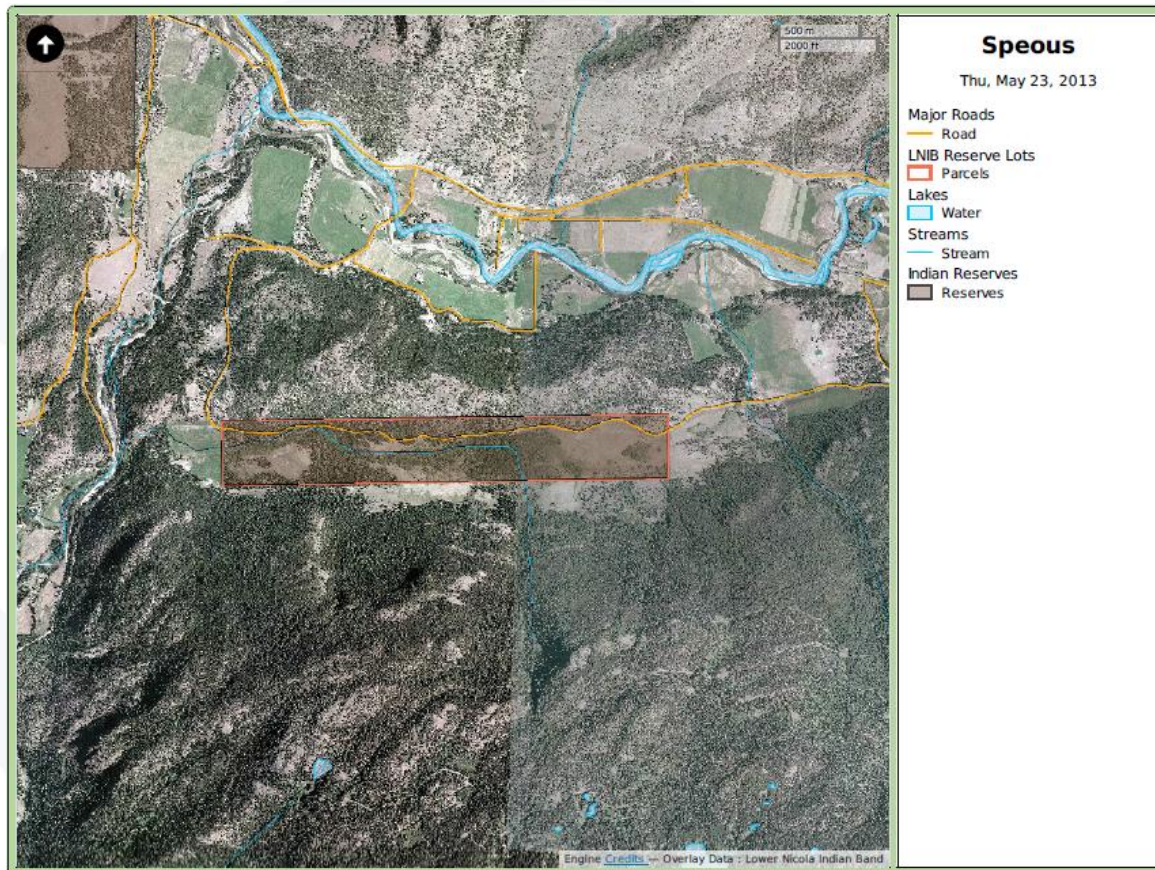 500 m
2000 ft
Engine Credits — Overlay Data : Lower Nicola Indian Band
Speous
Thu, May 23, 2013
Major Roads
Road
LNIB Reserve Lots
Parcels
Lakes
Water
Streams
Stream
Indian Reserves
Reserves